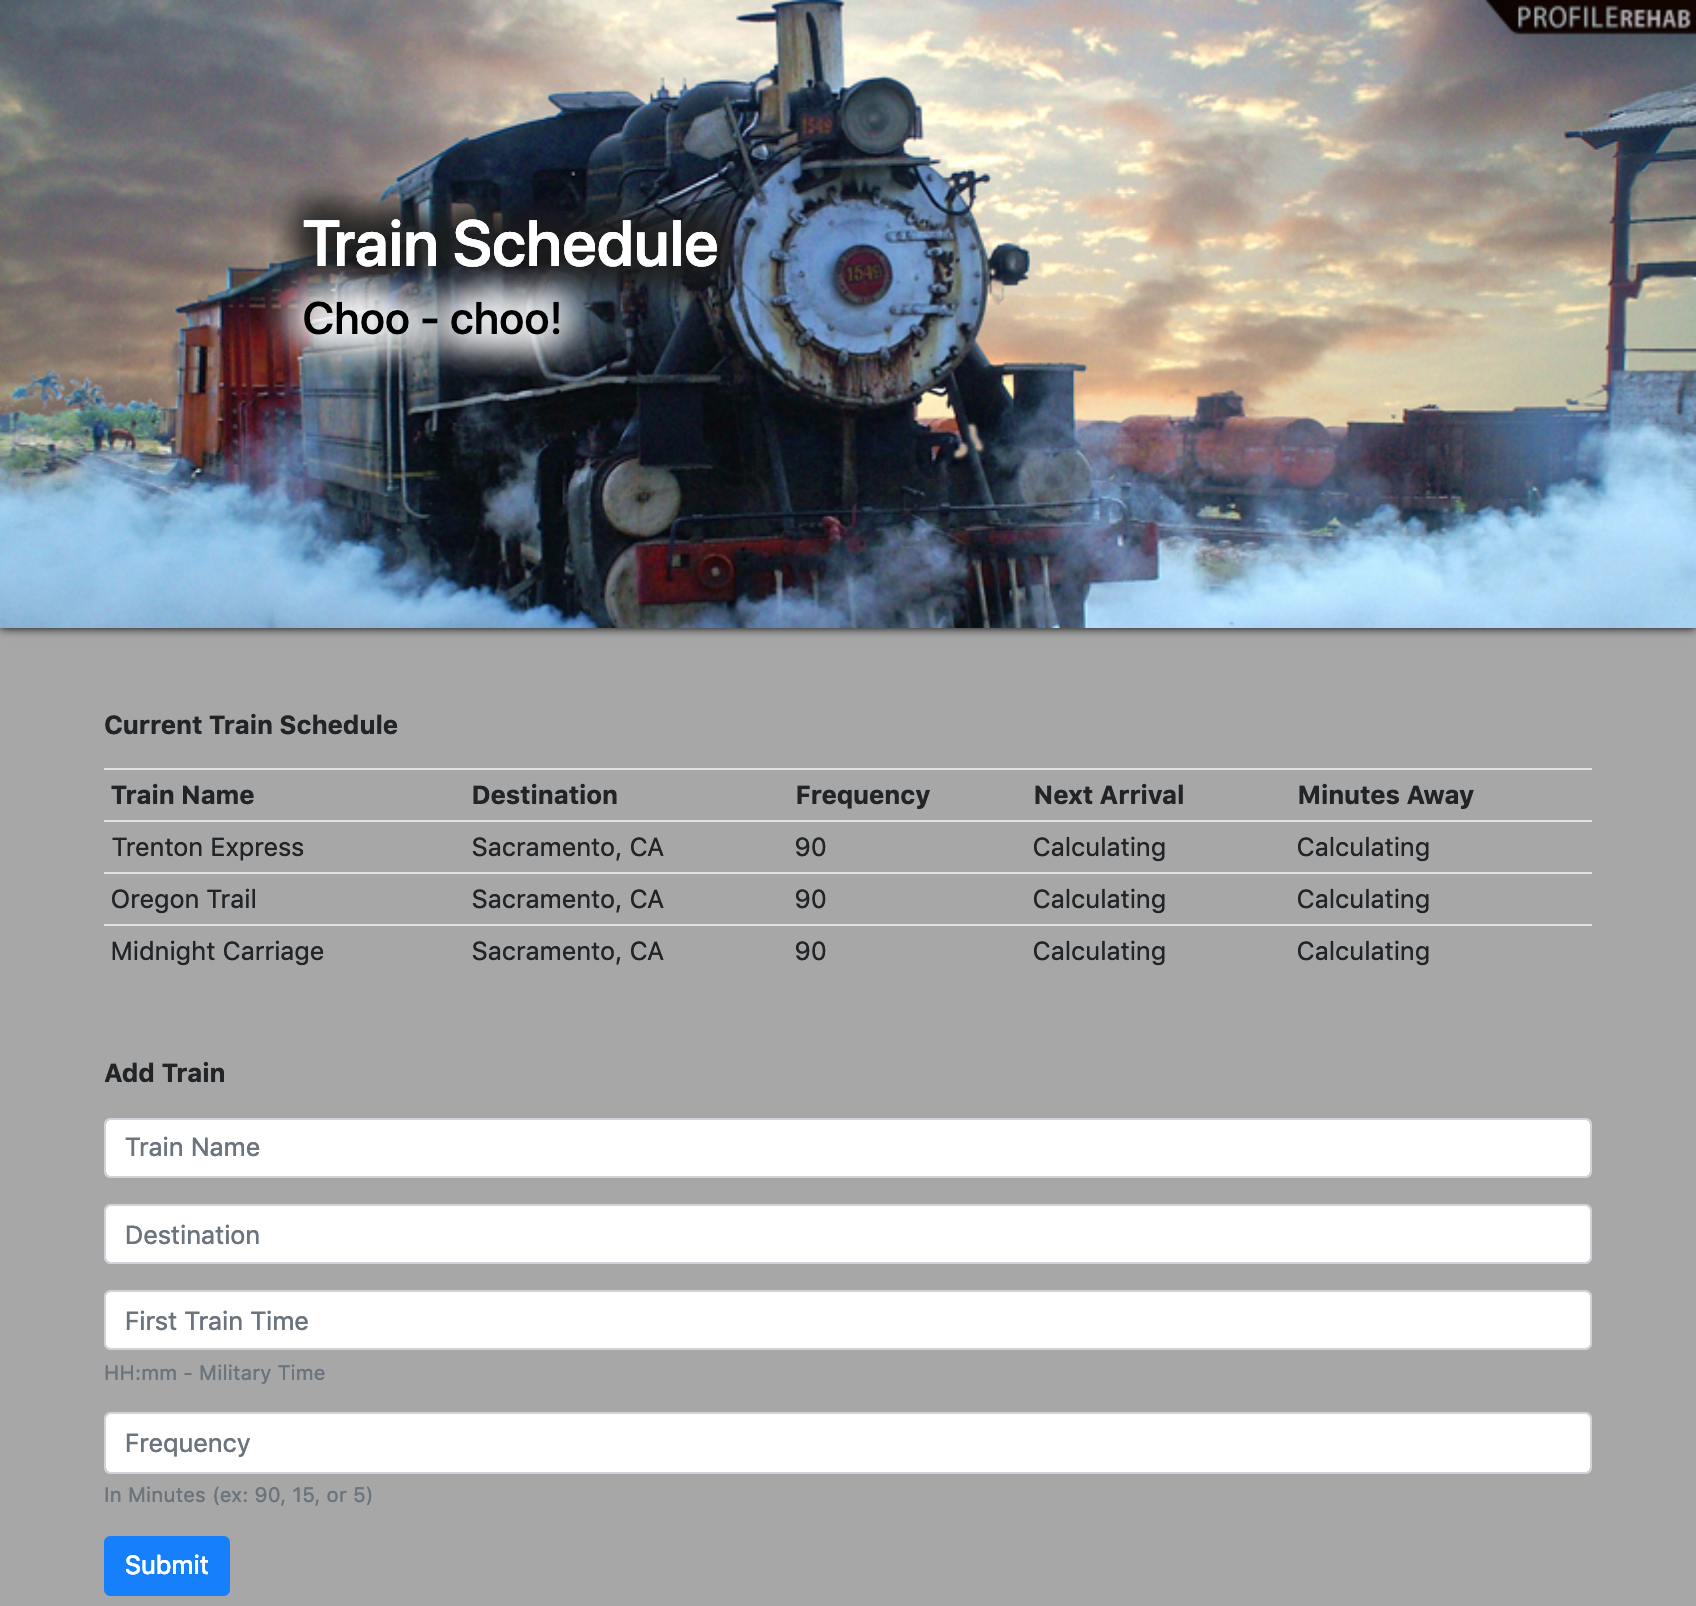 PROFILEREHAB
1549
Train Schedule
1549
Choo - choo!
Current Train Schedule
Train Name Destination Frequency Next Arrival Minutes Away
Trenton Express Sacramento, CA 90 Calculating Calculating
Oregon Trail Sacramento, CA 90 Calculating Calculating
Midnight Carriage Sacramento, CA 90 Calculating Calculating
Add Train
Train Name
Destination
First Train Time
HH:mm - Military Time
Frequency
In Minutes (ex: 90, 15, or 5)
Submit